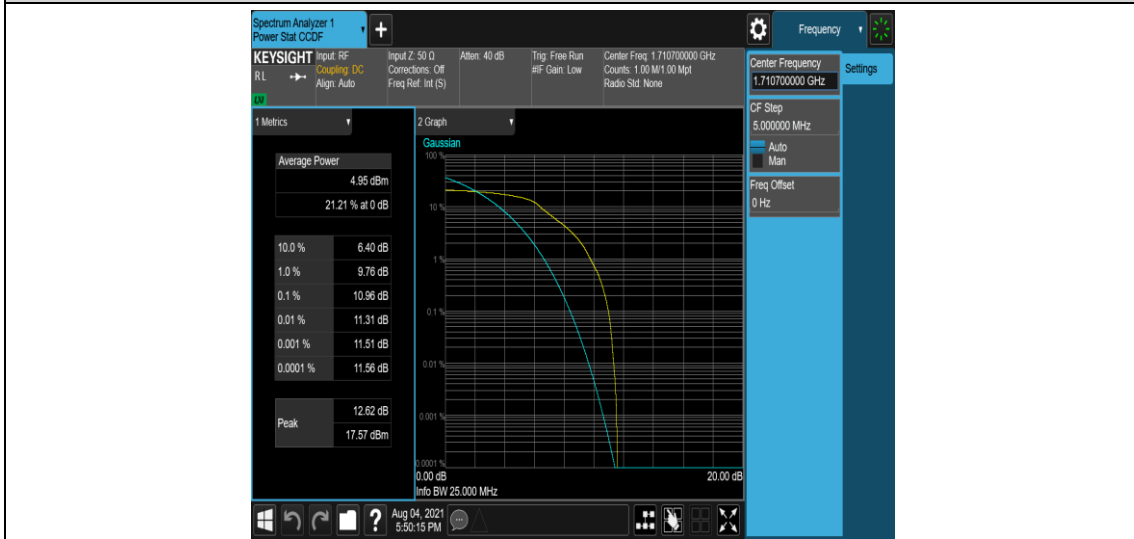 Spectrum Analyzer 1
Power Stat CCDF
+
Frequency
KEYSIGHT
RL
Input: RF
Coupling: DC
Align: Auto
Input Z: 50 Ω
Corrections: Off
Freq Ref: Int (S)
Atten: 40 dB
Trig: Free Run
#IF Gain: Low
Center Freq: 1.710700000 GHz
Counts: 1.00 M/1.00 Mpt
Radio Std: None
Center Frequency
1.710700000 GHz
Settings
CF Step
5.000000 MHz
Auto
Man
Freq Offset
0 Hz
1 Metrics
Average Power
4.95 dBm
21.21 % at 0 dB
10.0 % 6.40 dB
1.0 % 9.76 dB
0.1 % 10.96 dB
0.01 % 11.31 dB
0.001 % 11.51 dB
0.0001 % 11.56 dB
Peak
12.62 dB
17.57 dBm
2 Graph
Gaussian
100 %
10 %
1 %
0.1 %
0.01 %
0.001 %
0.0001 %
0.00 dB 20.00 dB
Info BW 25.000 MHz
?
Aug 04, 2021
5:50:15 PM